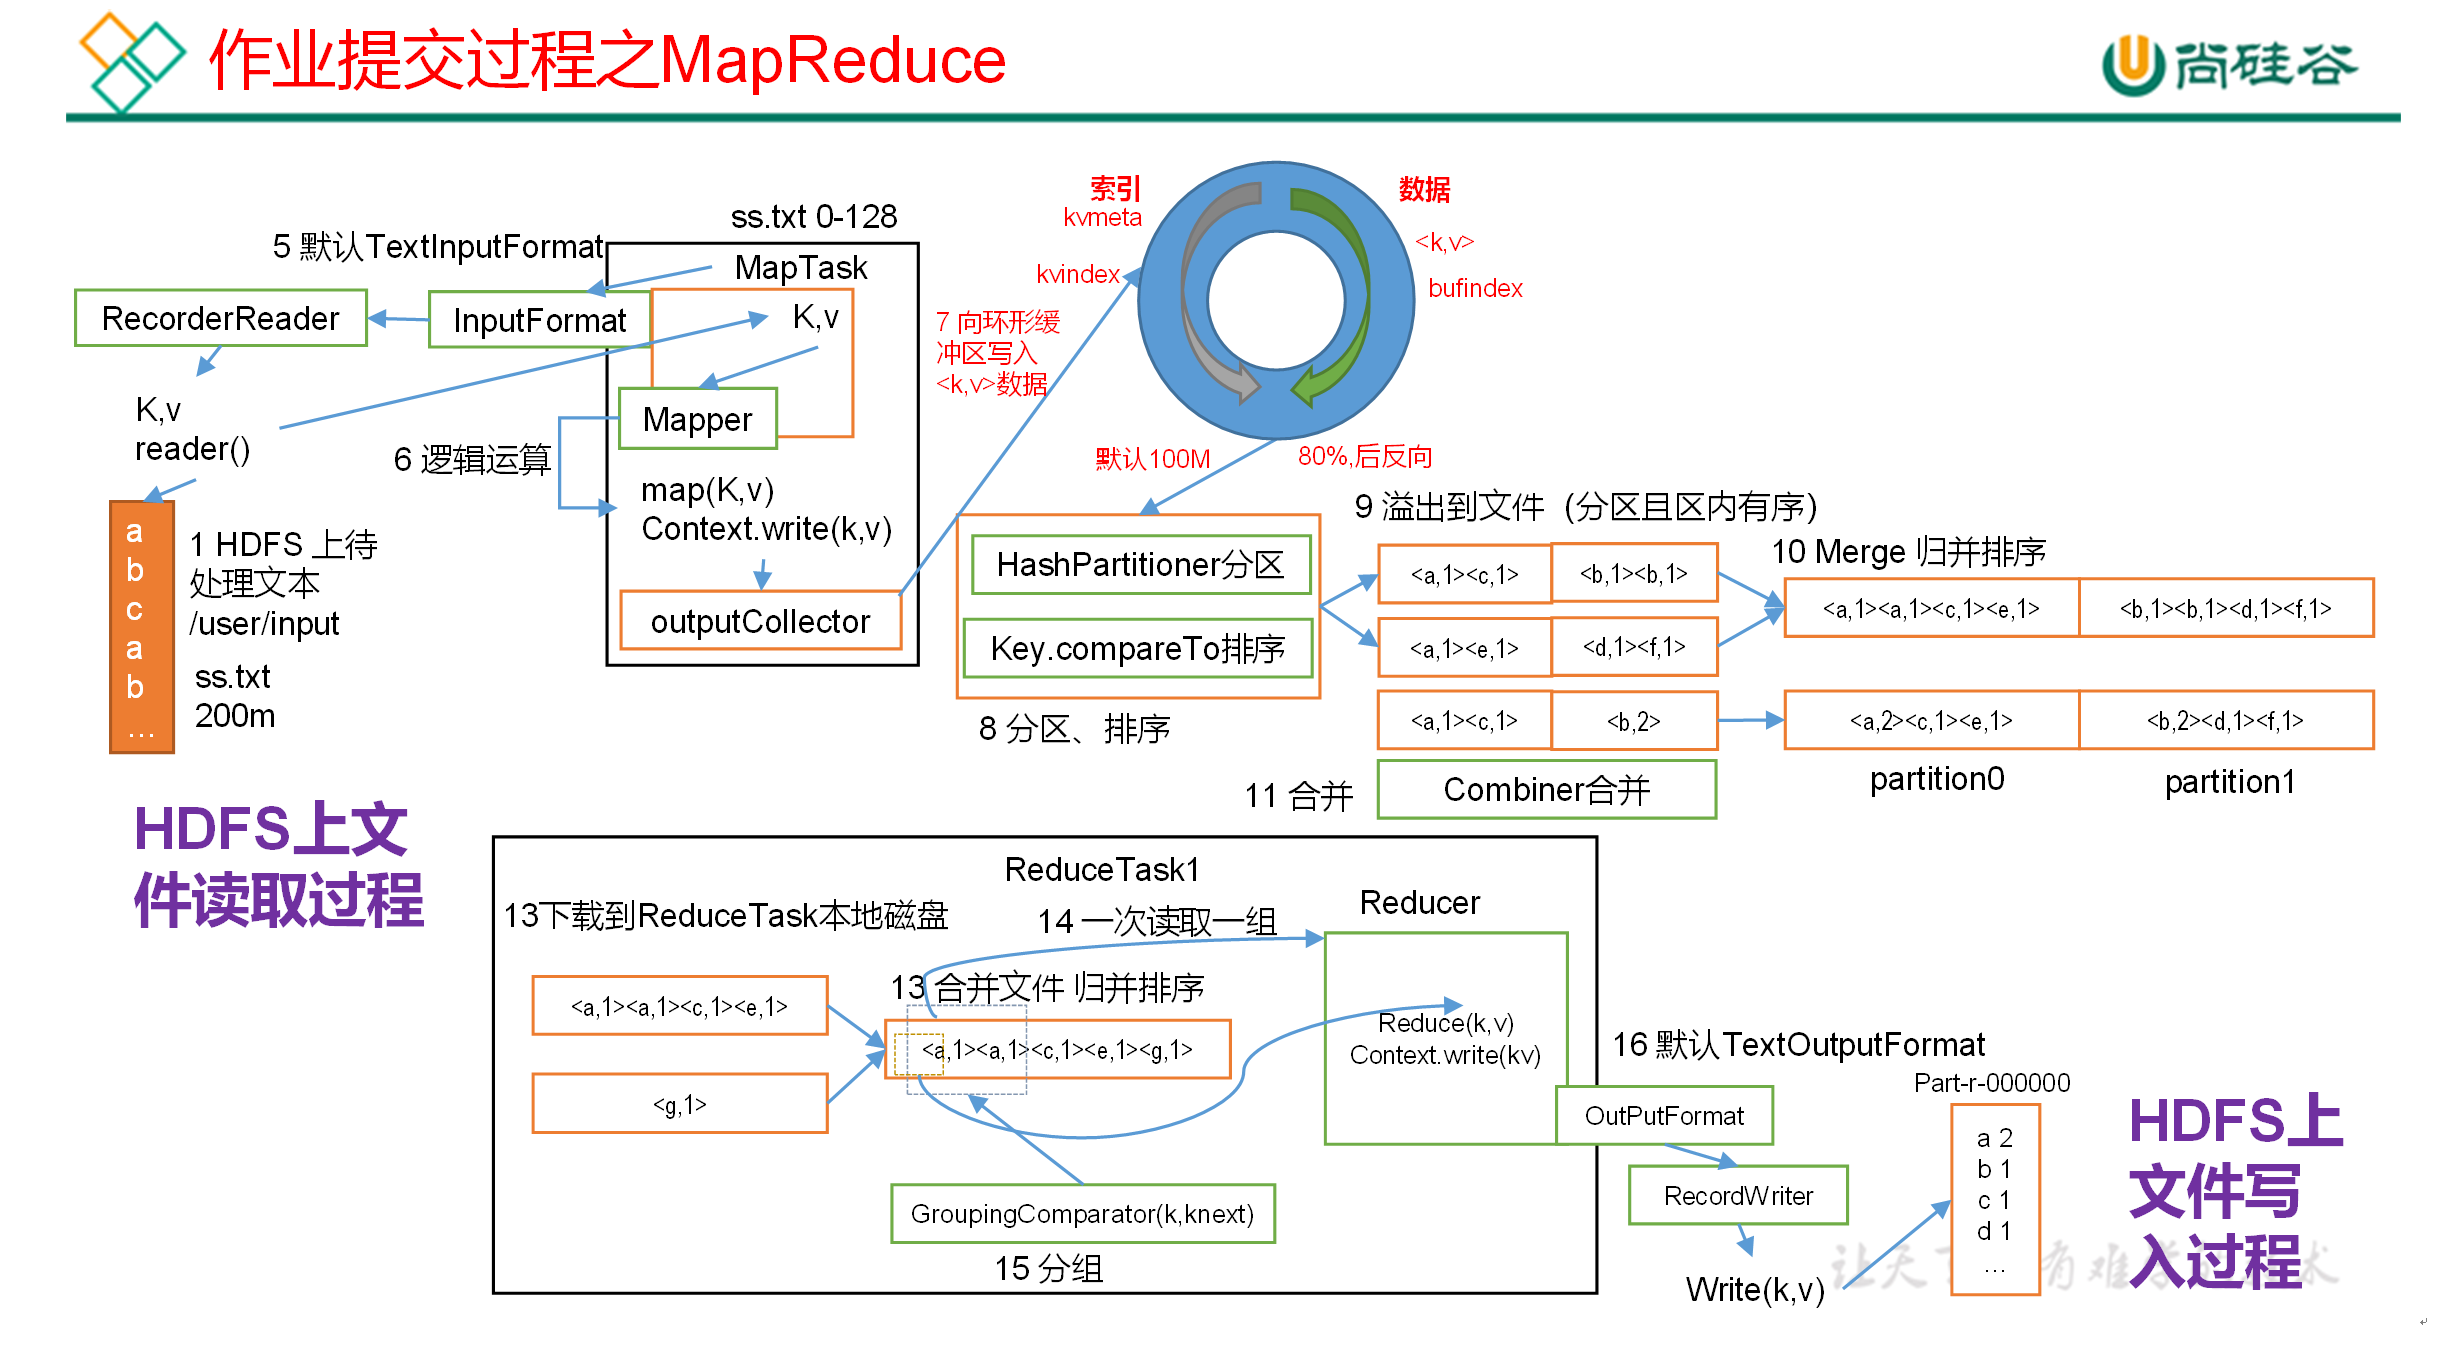 作业提交过程之MapReduce
尚硅谷
ss.txt 0-128
5 默认TextInputFormat
MapTask
RecorderReader
InputFormat
K,v
K,v
reader()
Mapper
6 逻辑运算
map(K,v)
Context.write(k,v)
outputCollector
a
b
c
a
b
...
1 HDFS 上待
处理文本
/user/input
ss.txt
200m
HDFS上文
件读取过程
索引
kvmeta
kvindex
数据
<k,v>
bufindex
7 向环形缓
冲区写入
<k,v>数据
默认100M
80%,后反向
HashPartitioner分区
Key.compareTo排序
8 分区、排序
9 溢出到文件（分区且区内有序）
<a,1><c,1>
<b,1><b,1>
<a,1><e,1>
<d,1><f,1>
<a,1><c,1>
<b,2>
10 Merge 归并排序
<a,1><a,1><c,1><e,1>
<b,1><b,1><d,1><f,1>
<a,2><c,1><e,1>
<b,2><d,1><f,1>
partition0
partition1
11 合并
Combiner合并
ReduceTask1
13下载到ReduceTask本地磁盘
14 一次读取一组
Reducer
<a,1><a,1><c,1><e,1>
<g,1>
13 合并文件 归并排序
<a,1><a,1><c,1><e,1><g,1>
Reduce(k,v)
Context.write(kv)
GroupingComparator(k,knext)
15 分组
16 默认TextOutputFormat
OutPutFormat
RecordWriter
Write(k,v)
Part-r-000000
a 2
b 1
c 1
d 1
...
HDFS上
文件写
入过程
让天
有难
术